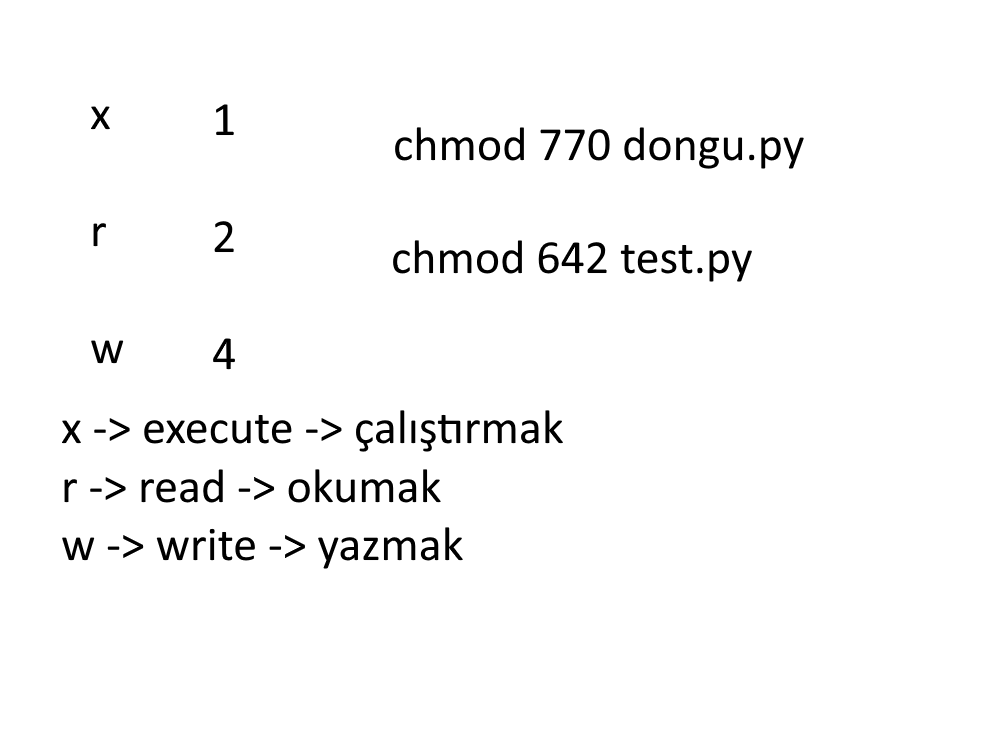 x 1
chmod 770 dongu.py
r 2
chmod 642 test.py
w 4
x -> execute -> çalıştırmak
r -> read -> okumak
w -> write -> yazmak